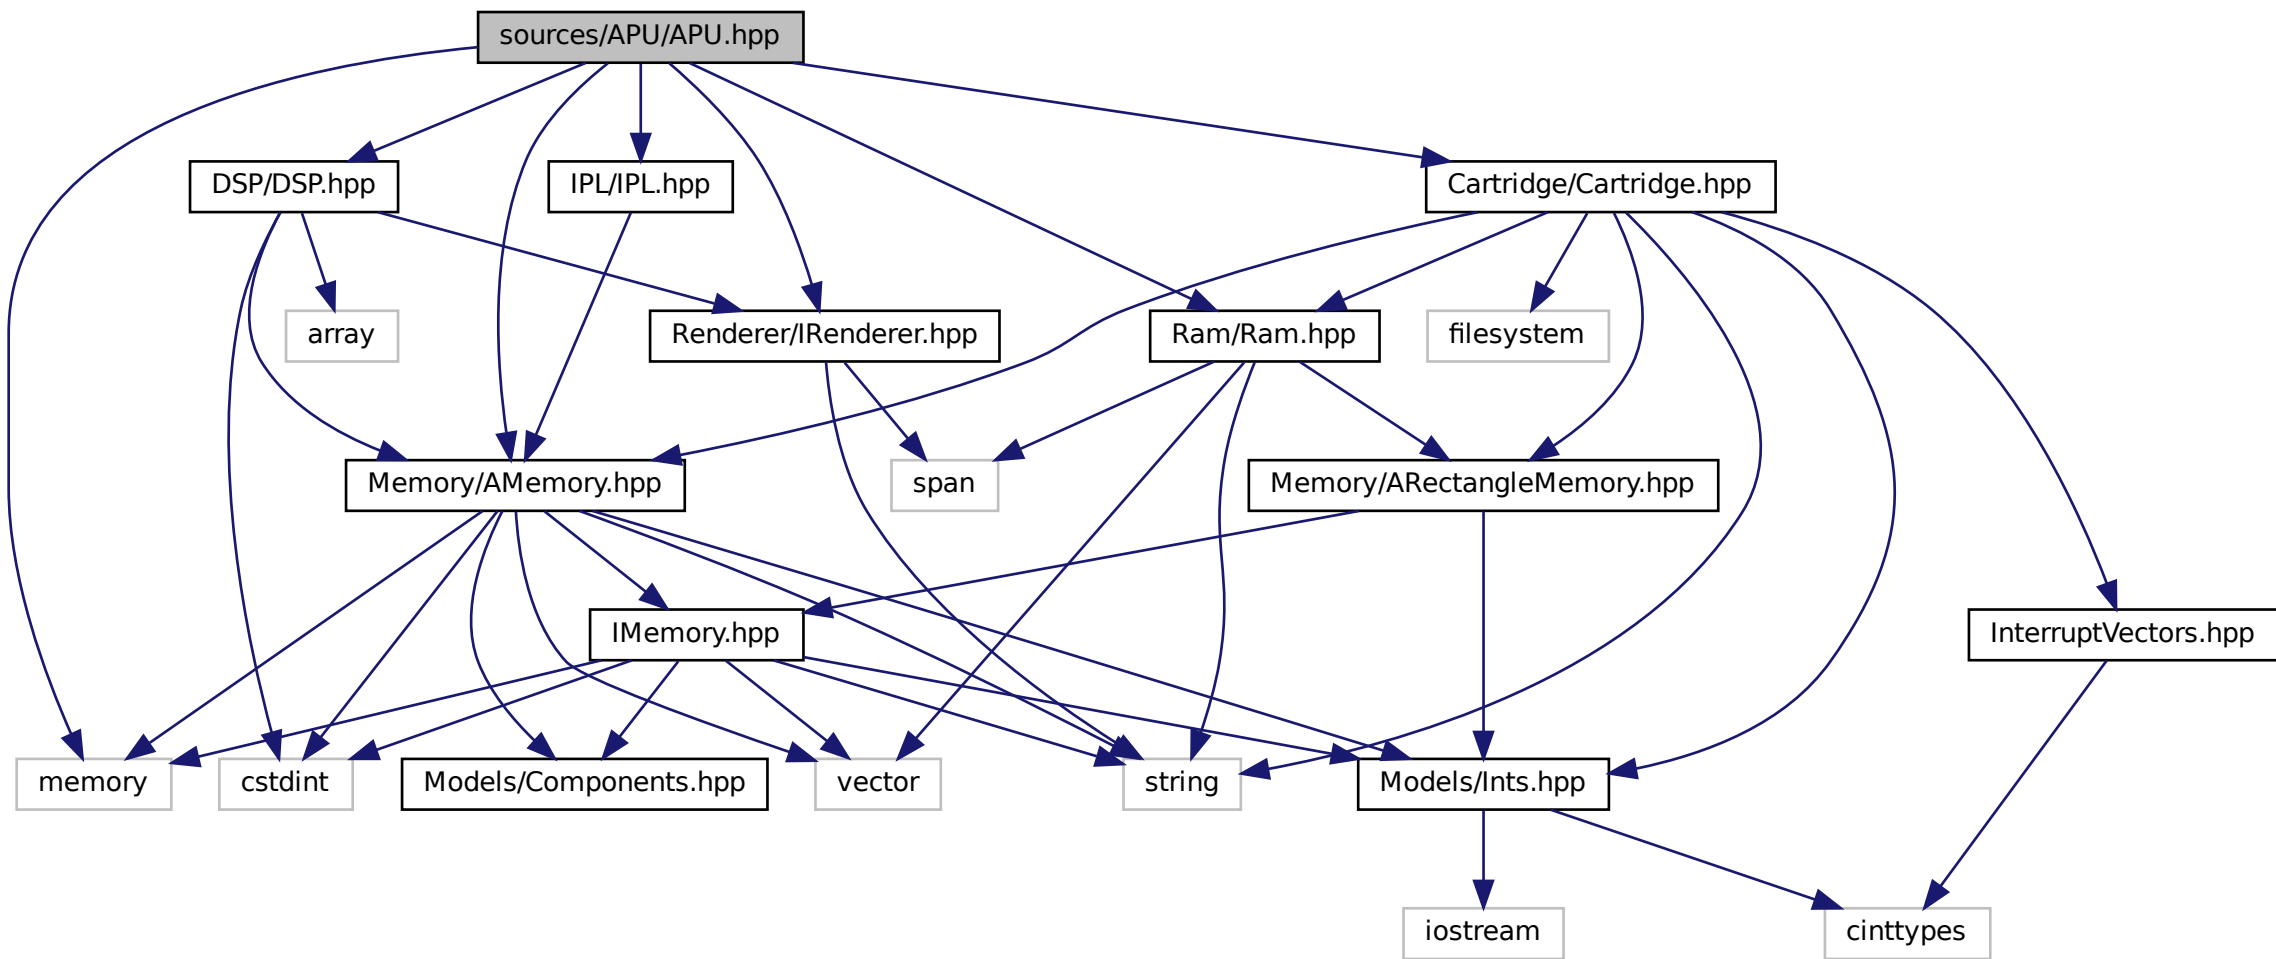 sources/APU/APU.hpp
DSP/DSP.hpp
IPL/IPL.hpp
Cartridge/Cartridge.hpp
array
Renderer/IRenderer.hpp
Ram/Ram.hpp
filesystem
Memory/AMemory.hpp
span
Memory/ARectangleMemory.hpp
IMemory.hpp
InterruptVectors.hpp
memory
cstdint
Models/Components.hpp
vector
string
Models/Ints.hpp
iostream
cinttypes